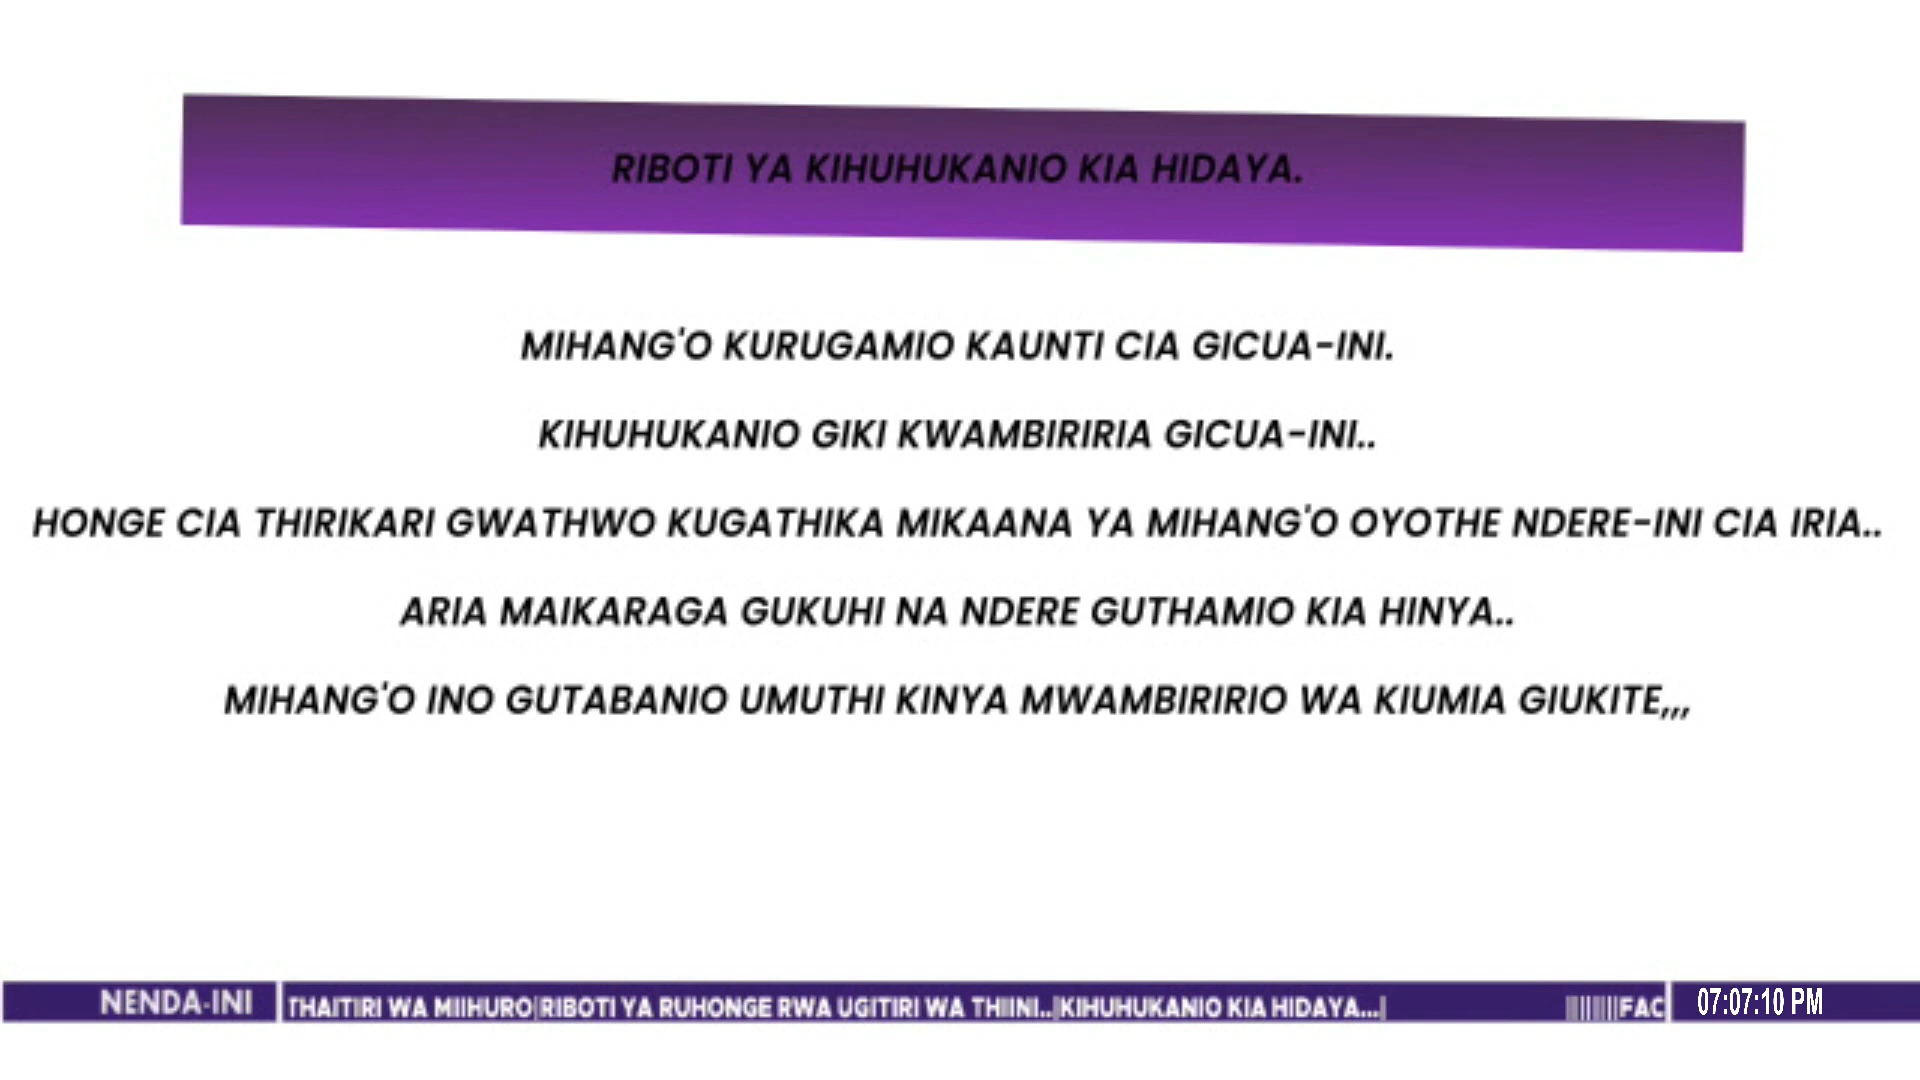 RIBOTI YA KIHUHUKANIO KIA HIDAYA.
MIHANG'O KURUGAMIO KAUNTI CIA GICUA-INI.
KIHUHUKANIO GIKI KWAMBIRIRIA GICUA-INI..
HONGE CIA THIRIKARI GWATHWO KUGATHIKA MIKAANA YA MIHANG'O OYOTHE NDERE-INI CIA IRIA..
ARIA MAIKARAGA GUKUHI NA NDERE GUTHAMIO KIA HINYA..
MIHANG'O INO GUTABANIO UMUTHI KINYA MWAMBIRIRIO WA KIUMIA GIUKITE,,,
NENDA-INI THAITIRI WA MIIHURO|RIBOTI YA RUHONGE RWA UGITIRI WA THIINI..|KIHUHUKANIO KIA HIDAYA...| ||||||||FAC 07:07:10 PM